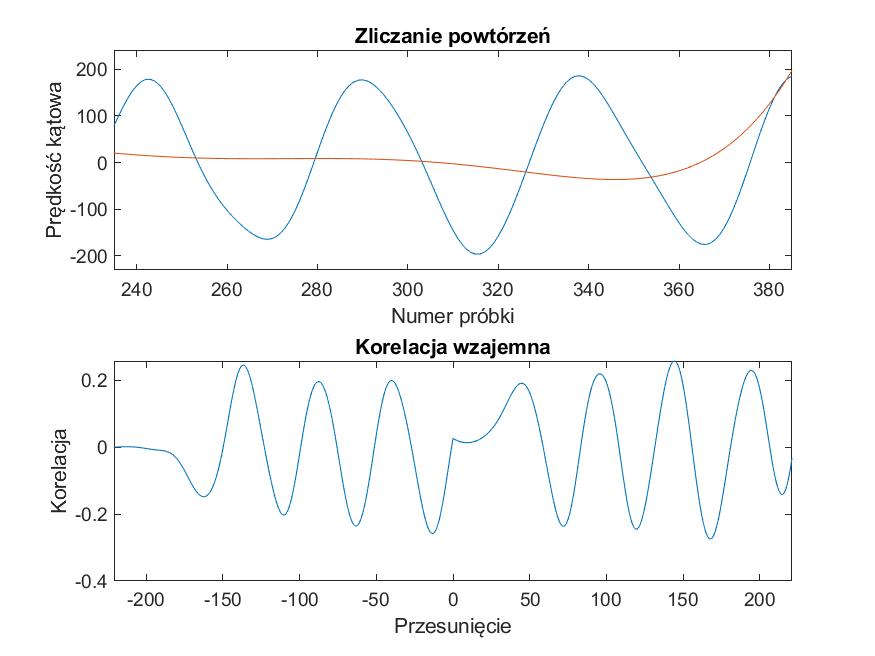 Zliczanie powtórzeń
200
100
0
-100
-200
Prędkość kątowa
240 260 280 300 320 340 360 380
Numer próbki
Korelacja wzajemna
0.2
0
-0.2
-0.4
Korelacja
-200 -150 -100 -50 0 50 100 150 200
Przesunięcie